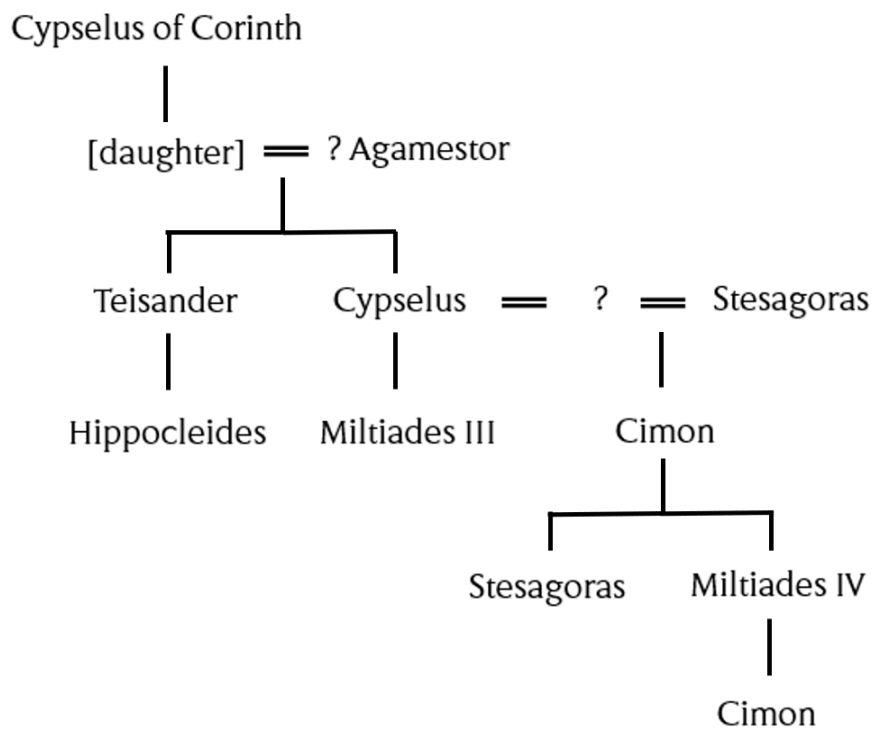 Cypselus of Corinth
[daughter] = ? Agamestor
Teisander Cypselus = ? = Stesagoras
Hippocleides Miltiades III Cimon
Stesagoras Miltiades IV
Cimon